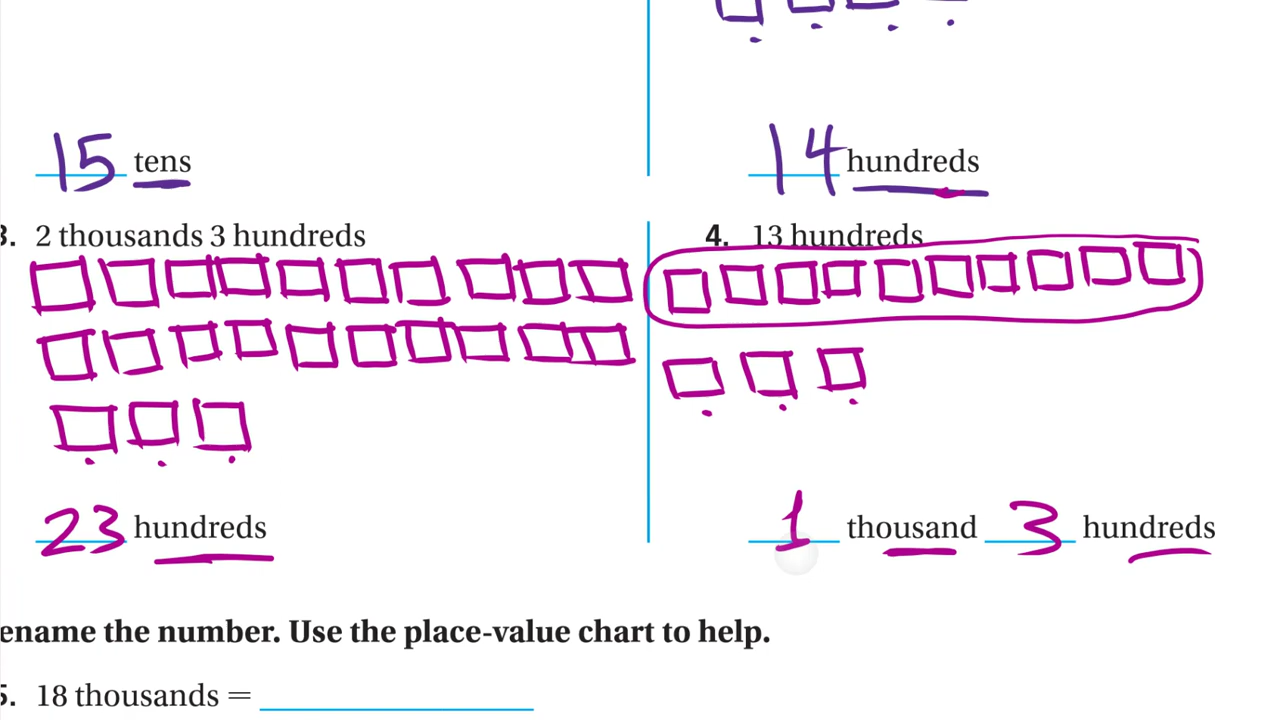 15 tens
14 hundreds
3. 2 thousands 3 hundreds
4. 13 hundreds
23 hundreds
1 thousand 3 hundreds
ename the number. Use the place-value chart to help.
5. 18 thousands =